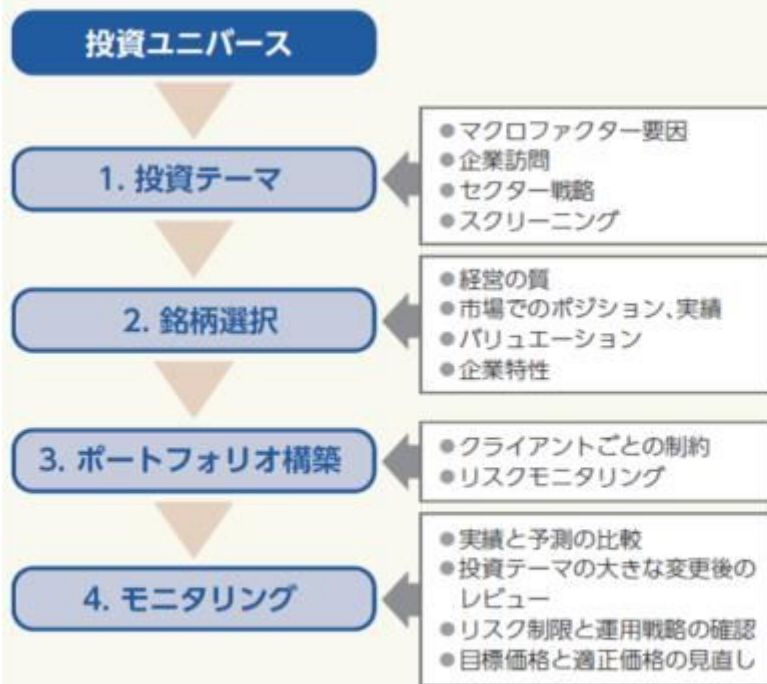 投資ユニバース
1. 投資テーマ
●マクロファクター要因
●企業訪問
●セクター戦略
●スクリーニング
2. 銘柄選択
●経営の質
●市場でのポジション、実績
●バリュエーション
●企業特性
3. ポートフォリオ構築
●クライアントごとの制約
●リスクモニタリング
4. モニタリング
●実績と予測の比較
●投資テーマの大きな変更後の
レビュー
●リスク制限と運用戦略の確認
●目標価格と適正価格の見直し